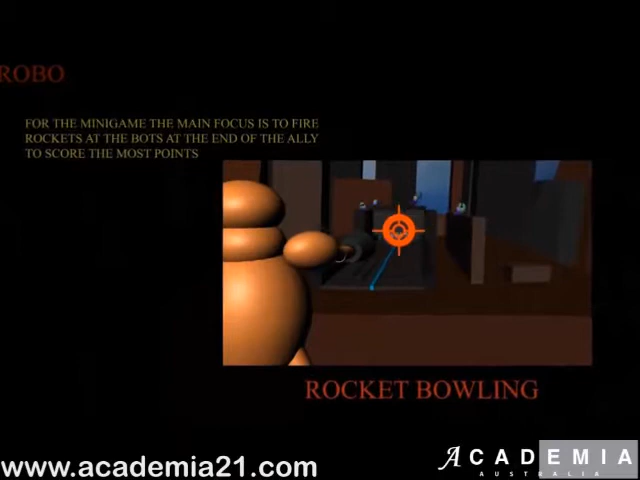 ROBO
FOR THE MINIGAME THE MAIN FOCUS IS TO FIRE
ROCKETS AT THE BOTS AT THE END OF THE ALLY
TO SCORE THE MOST POINTS
ROCKET BOWLING
www.academia21.com
ACADEMIA
AUSTRALIA